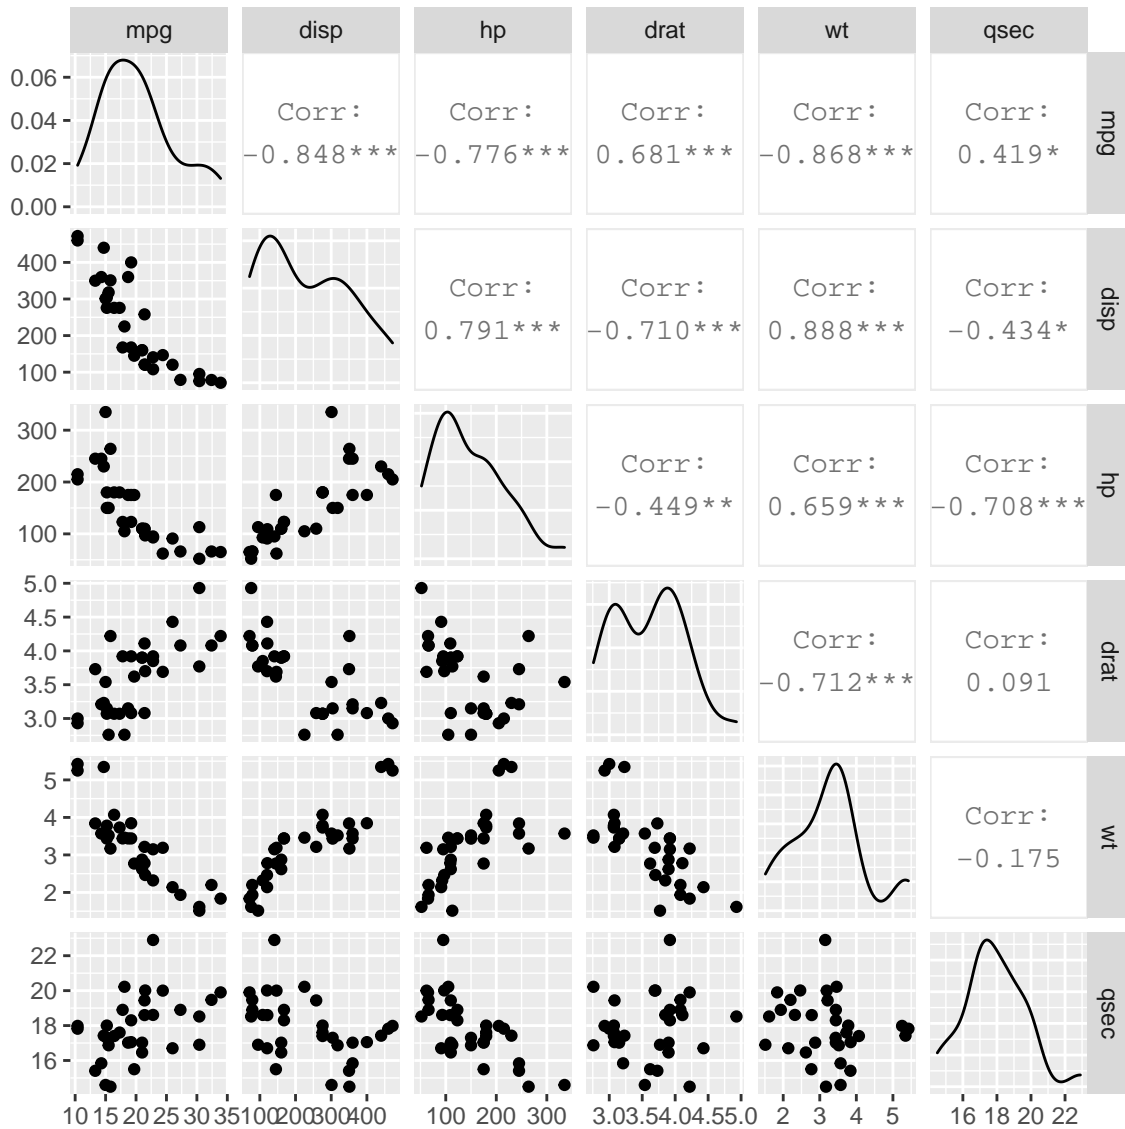 mpg disp hp drat wt qsec
0.06
0.04
0.02
0.00
Corr:
-0.848***
Corr:
-0.776***
Corr:
0.681***
Corr:
-0.868***
Corr:
0.419*
mpg
400
300
200
100
Corr:
0.791***
Corr:
-0.710***
Corr:
0.888***
Corr:
-0.434*
disp
300
200
100
Corr:
-0.449**
Corr:
0.659***
Corr:
-0.708***
hp
5.0
4.5
4.0
3.5
3.0
Corr:
-0.712***
Corr:
0.091
drat
5
4
3
2
Corr:
-0.175
wt
22
20
18
16
qsec
10 15 20 25 30 35 100 200 300 400 100 200 300 3.0 3.5 4.0 4.5 5.0 2 3 4 5 16 18 20 22